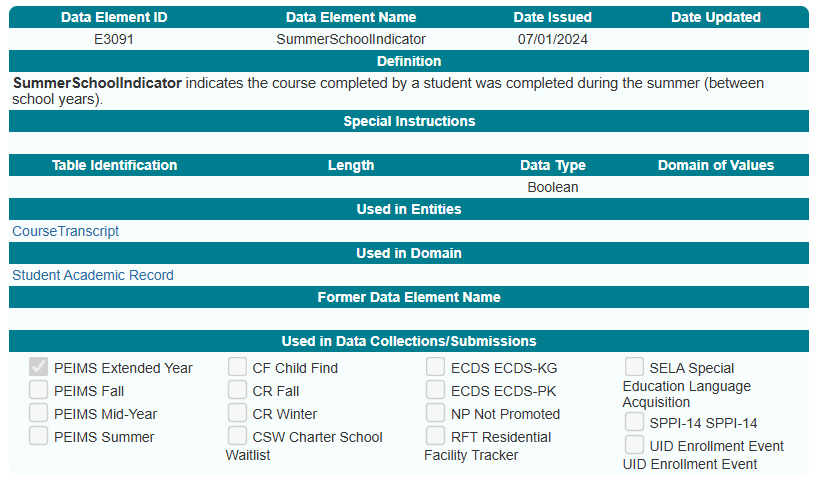 Data Element ID Data Element Name Date Issued Date Updated
E3091 SummerSchoolIndicator 07/01/2024
Definition
SummerSchoolIndicator indicates the course completed by a student was completed during the summer (between
school years).
Special Instructions
Table Identification Length Data Type Domain of Values
Boolean
Used in Entities
CourseTranscript
Used in Domain
Student Academic Record
Former Data Element Name
Used in Data Collections/Submissions
PEIMS Extended Year
PEIMS Fall
PEIMS Mid-Year
PEIMS Summer
CF Child Find
CR Fall
CR Winter
CSW Charter School
Waitlist
ECDS ECDS-KG
ECDS ECDS-PK
NP Not Promoted
RFT Residential
Facility Tracker
SELA Special
Education Language
Acquisition
SPPI-14 SPPI-14
UID Enrollment Event
UID Enrollment Event